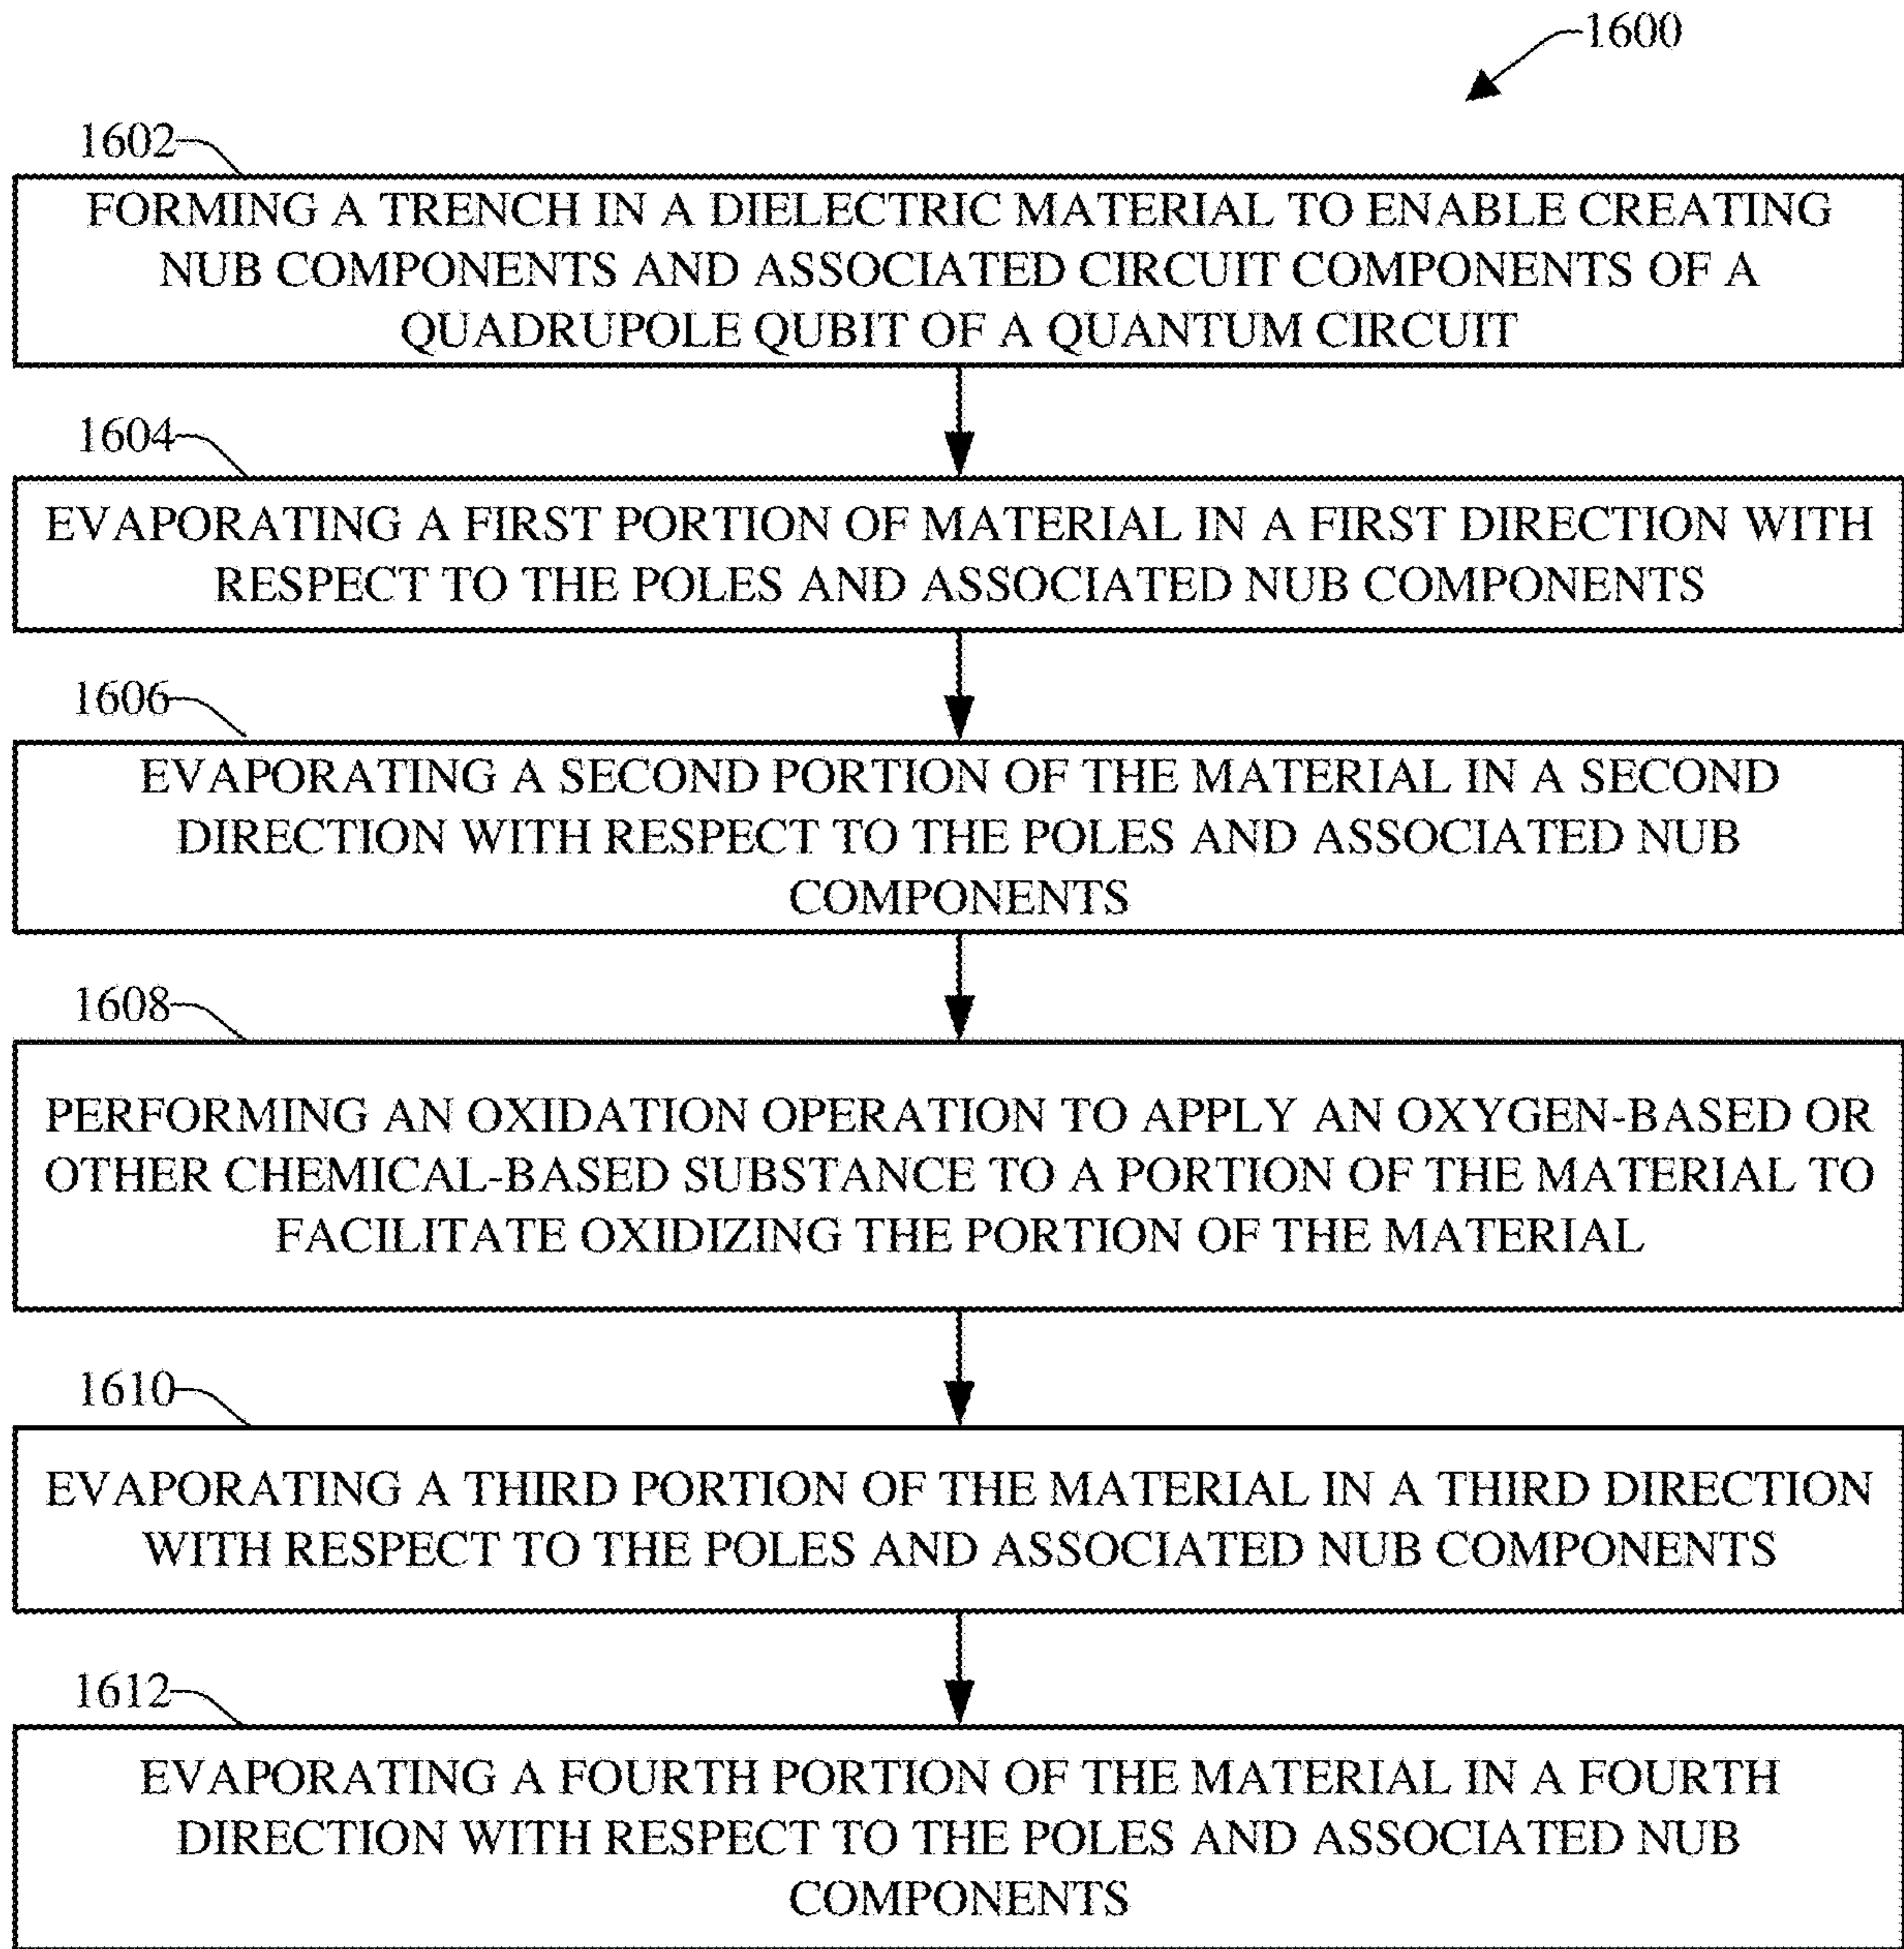 1600
1602
FORMING A TRENCH IN A DIELECTRIC MATERIAL TO ENABLE CREATING
NUB COMPONENTS AND ASSOCIATED CIRCUIT COMPONENTS OF A
QUADRUPOLE QUBIT OF A QUANTUM CIRCUIT
1604
EVAPORATING A FIRST PORTION OF MATERIAL IN A FIRST DIRECTION WITH
RESPECT TO THE POLES AND ASSOCIATED NUB COMPONENTS
1606
EVAPORATING A SECOND PORTION OF THE MATERIAL IN A SECOND
DIRECTION WITH RESPECT TO THE POLES AND ASSOCIATED NUB
COMPONENTS
1608
PERFORMING AN OXIDATION OPERATION TO APPLY AN OXYGEN-BASED OR
OTHER CHEMICAL-BASED SUBSTANCE TO A PORTION OF THE MATERIAL TO
FACILITATE OXIDIZING THE PORTION OF THE MATERIAL
1610
EVAPORATING A THIRD PORTION OF THE MATERIAL IN A THIRD DIRECTION
WITH RESPECT TO THE POLES AND ASSOCIATED NUB COMPONENTS
1612
EVAPORATING A FOURTH PORTION OF THE MATERIAL IN A FOURTH
DIRECTION WITH RESPECT TO THE POLES AND ASSOCIATED NUB
COMPONENTS